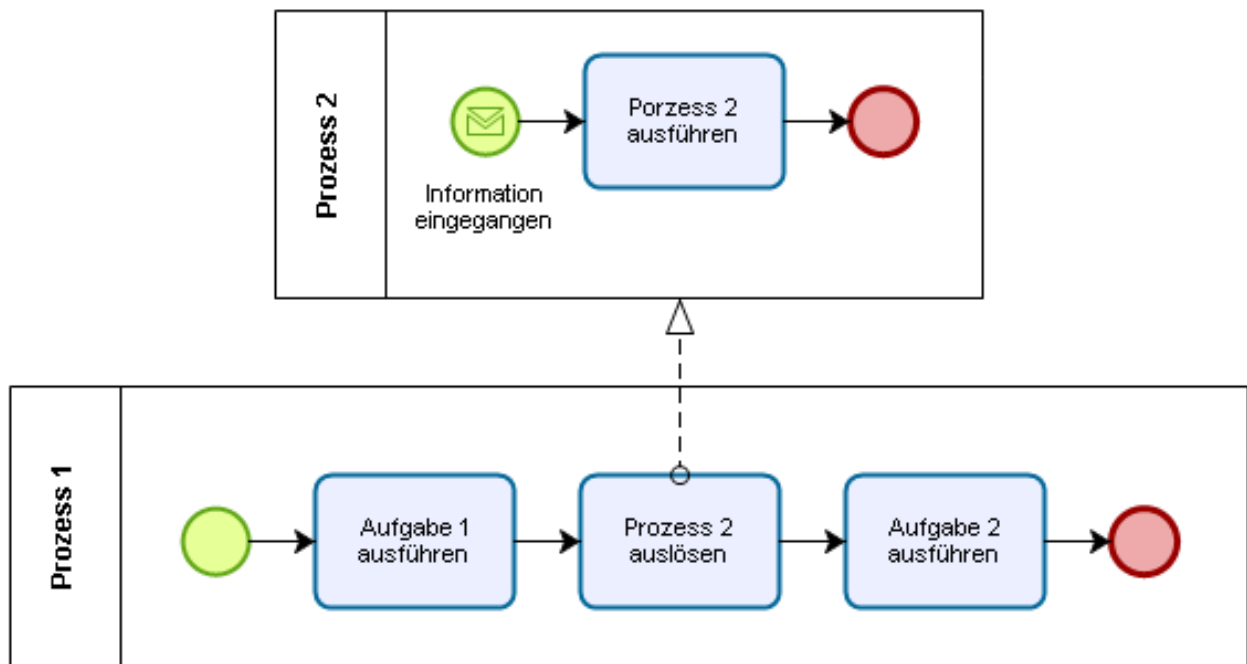 Prozess 2
Porzess 2
ausführen
Information
eingegangen
Prozess 1
Aufgabe 1
ausführen
Prozess 2
auslösen
Aufgabe 2
ausführen